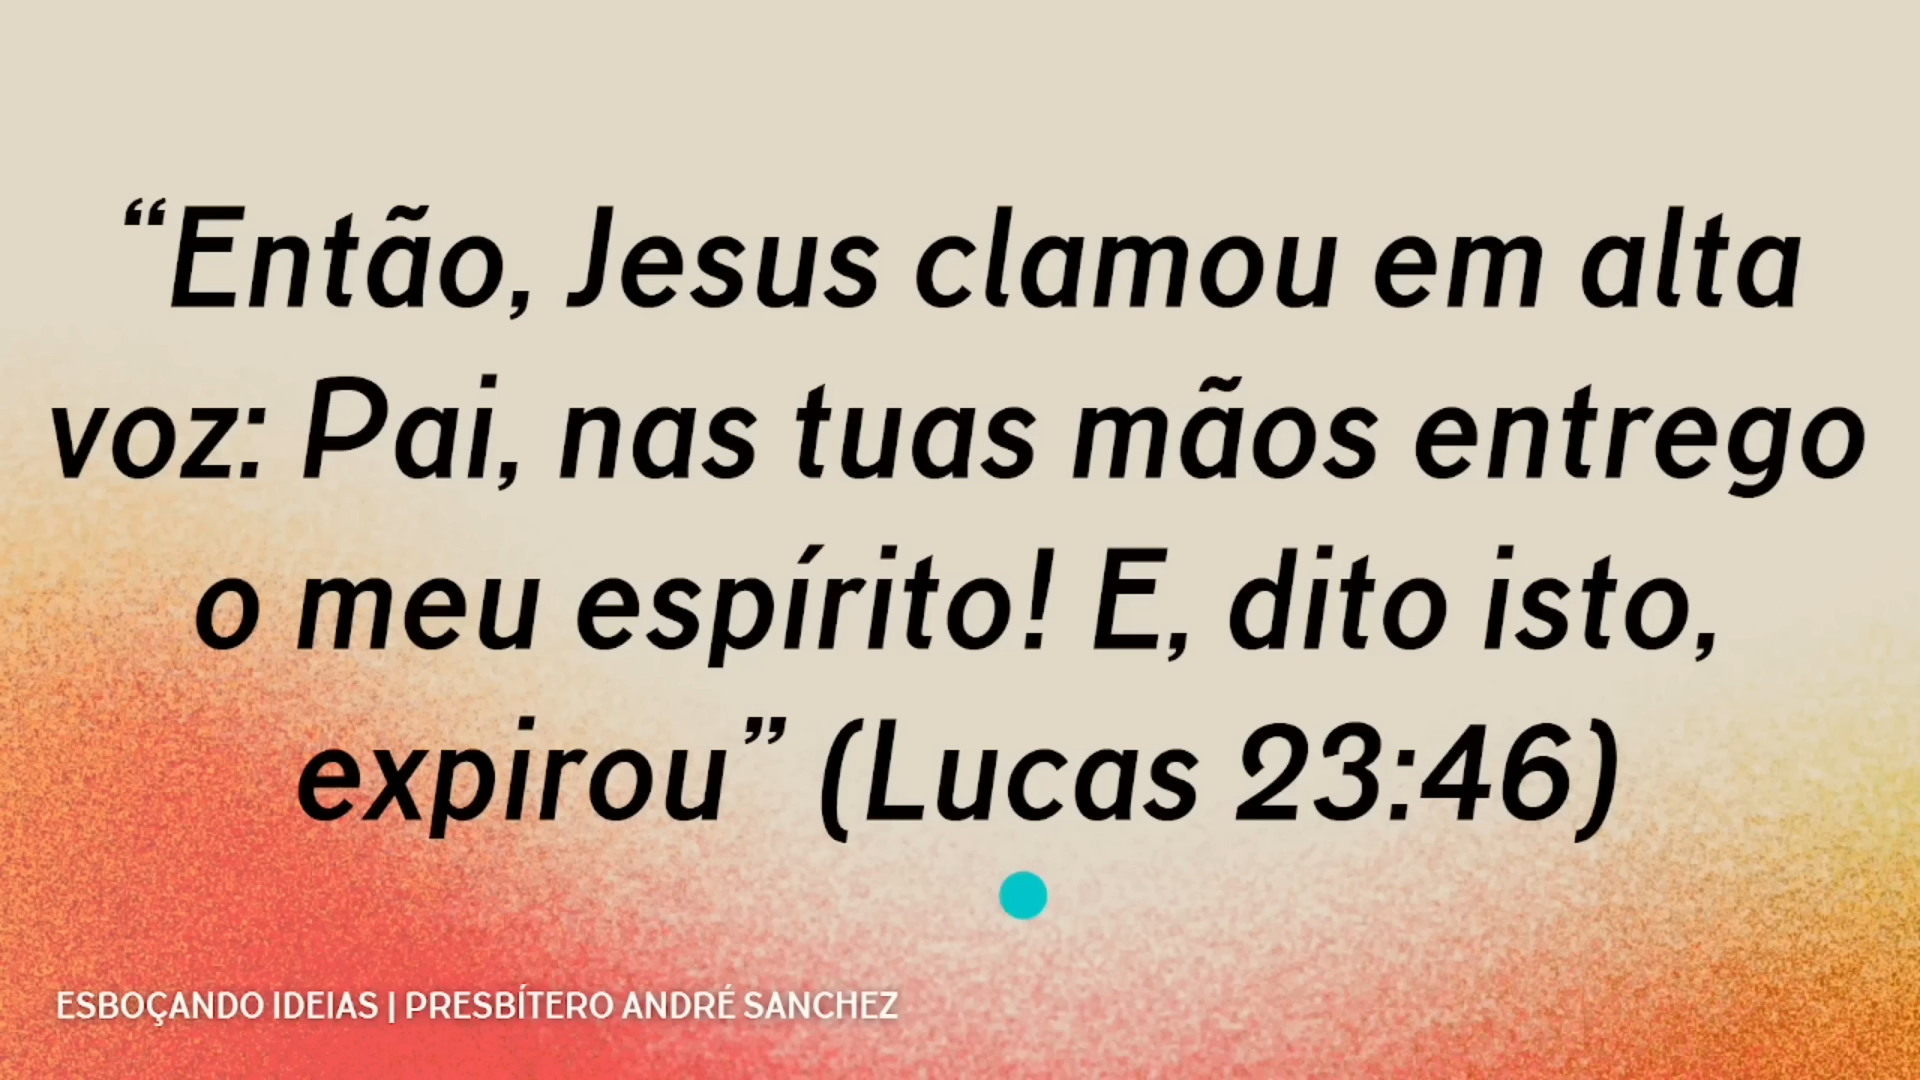 “Então, Jesus clamou em alta
voz: Pai, nas tuas mãos entrego
o meu espírito! E, dito isto,
expirou” (Lucas 23:46)
ESBOÇANDO IDEIAS | PRESBÍTERO ANDRÉ SANCHEZ